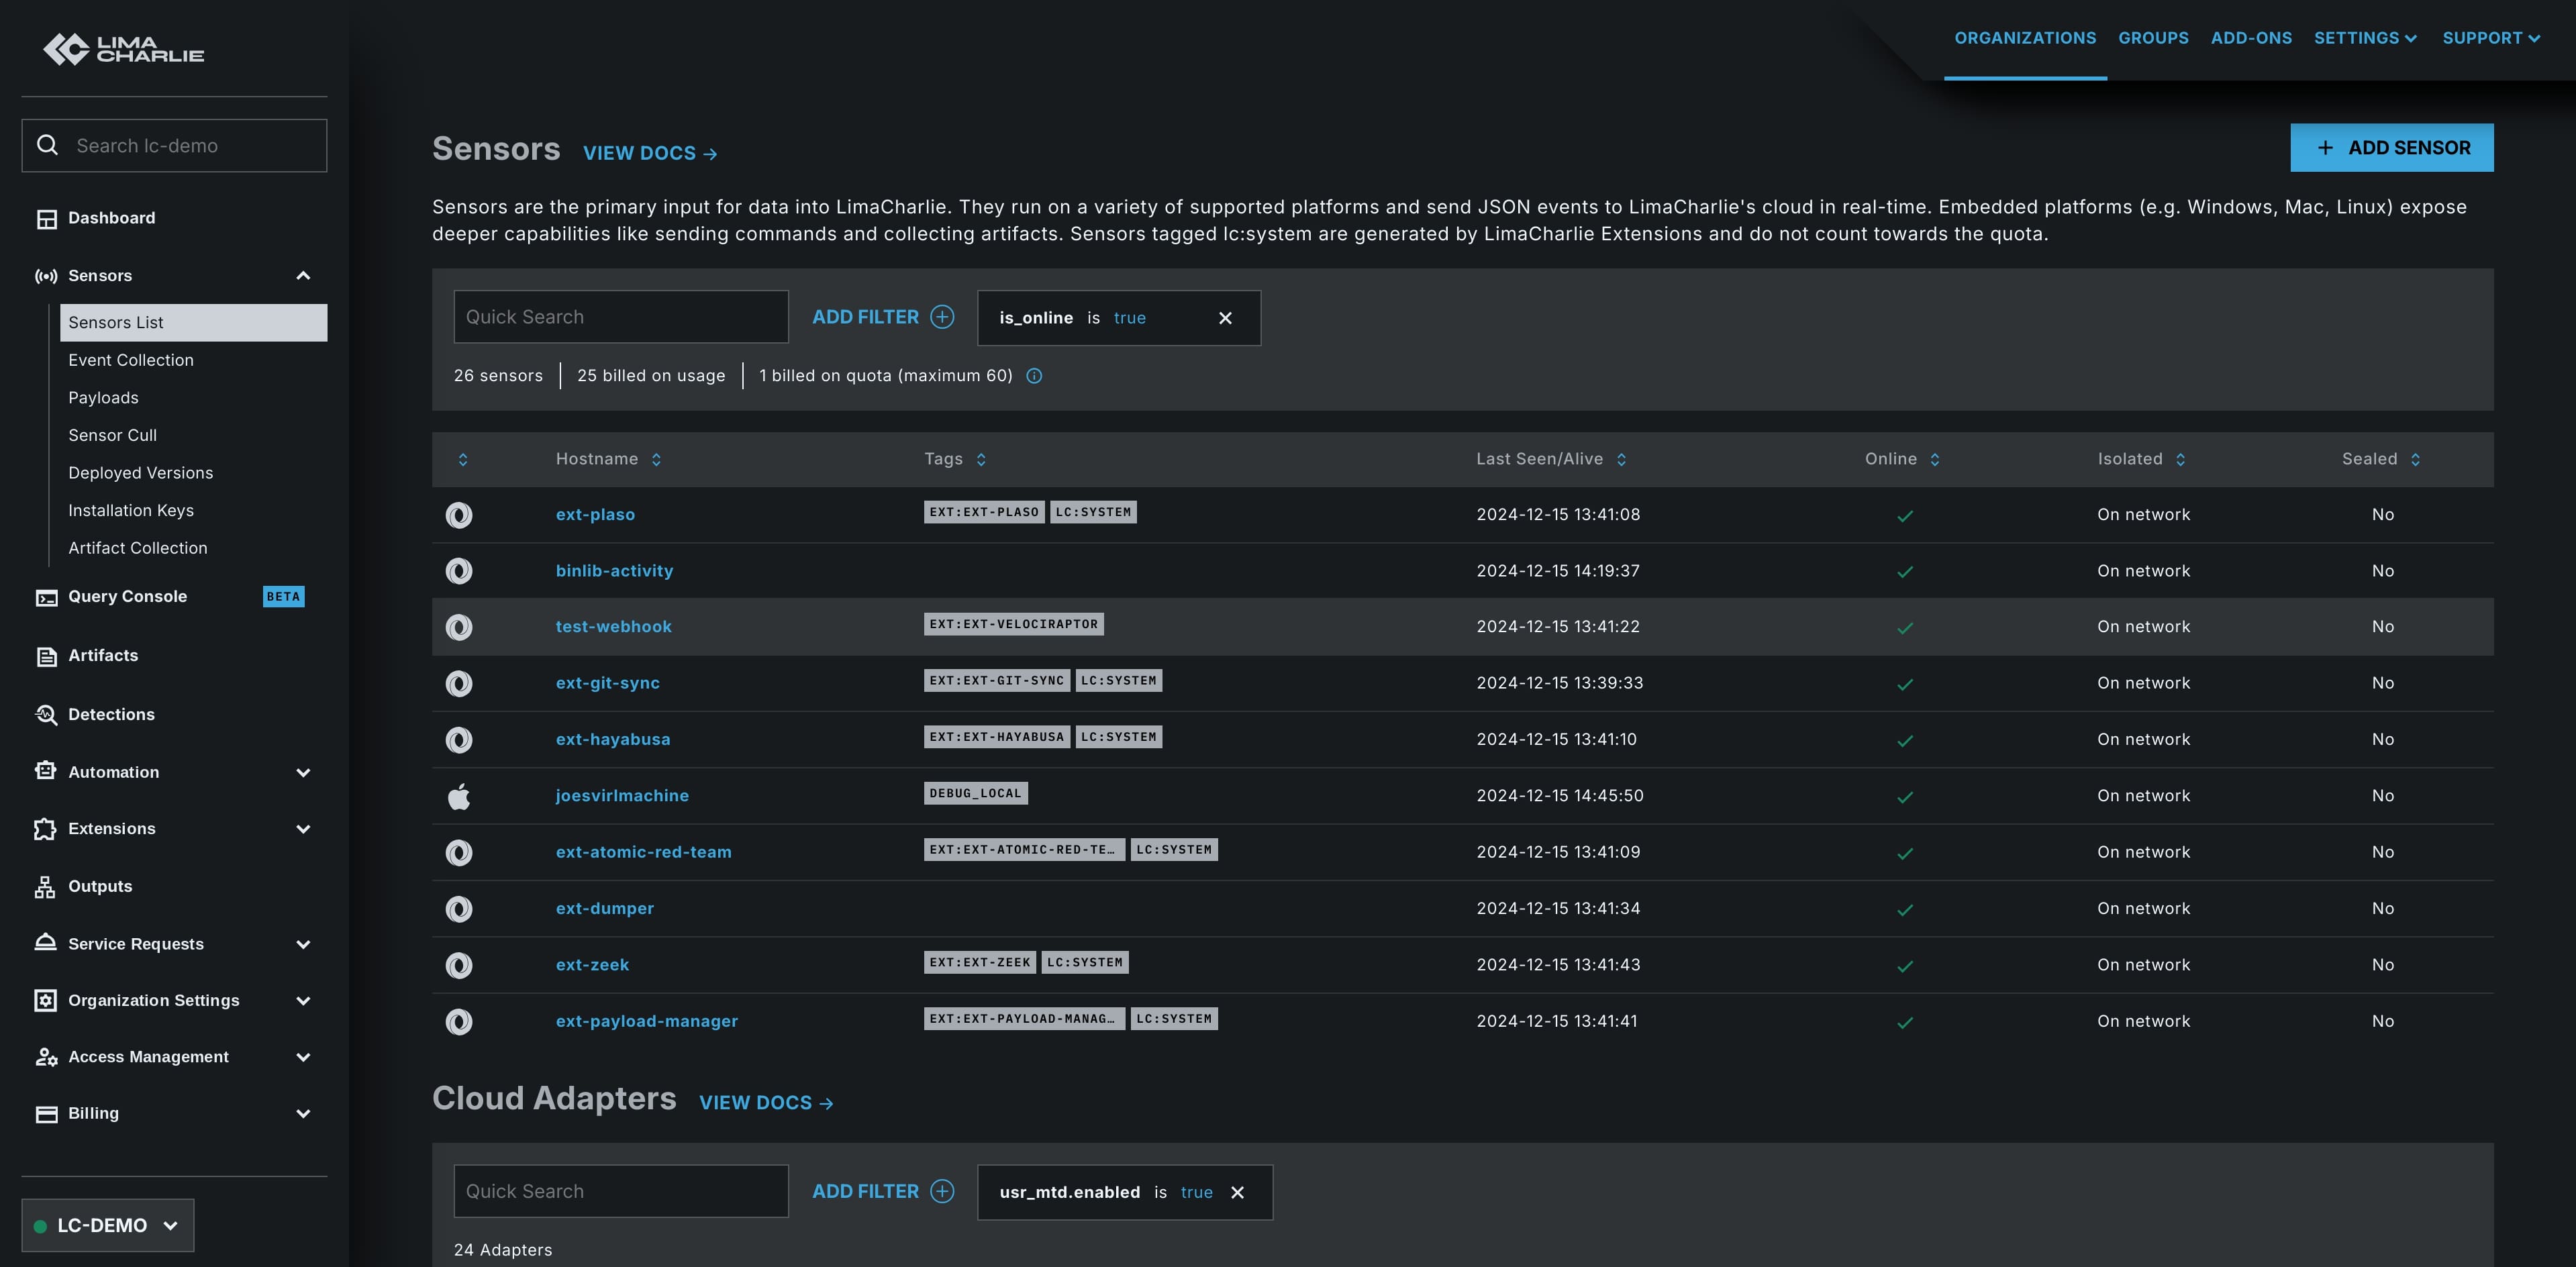 LIMA
CHARLIE
ORGANIZATIONS GROUPS ADD-ONS SETTINGS SUPPORT
Search lc-demo
Dashboard
Sensors
Sensors List
Event Collection
Payloads
Sensor Cull
Deployed Versions
Installation Keys
Artifact Collection
Query Console BETA
Artifacts
Detections
Automation
Extensions
Outputs
Service Requests
Organization Settings
Access Management
Billing
LC-DEMO
Sensors VIEW DOCS →
+ ADD SENSOR
Sensors are the primary input for data into LimaCharlie. They run on a variety of supported platforms and send JSON events to LimaCharlie's cloud in real-time. Embedded platforms (e.g. Windows, Mac, Linux) expose
deeper capabilities like sending commands and collecting artifacts. Sensors tagged lc:system are generated by LimaCharlie Extensions and do not count towards the quota.
Quick Search ADD FILTER is_online is true
26 sensors 25 billed on usage 1 billed on quota (maximum 60)
Hostname Tags Last Seen/Alive Online Isolated Sealed
ext-plaso EXT:EXT-PLASO LC:SYSTEM 2024-12-15 13:41:08 On network No
binlib-activity 2024-12-15 14:19:37 On network No
test-webhook EXT:EXT-VELOCIRAPTOR 2024-12-15 13:41:22 On network No
ext-git-sync EXT:EXT-GIT-SYNC LC:SYSTEM 2024-12-15 13:39:33 On network No
ext-hayabusa EXT:EXT-HAYABUSA LC:SYSTEM 2024-12-15 13:41:10 On network No
joesvirlmachine DEBUG_LOCAL 2024-12-15 14:45:50 On network No
ext-atomic-red-team EXT:EXT-ATOMIC-RED-TE… LC:SYSTEM 2024-12-15 13:41:09 On network No
ext-dumper 2024-12-15 13:41:34 On network No
ext-zeek EXT:EXT-ZEEK LC:SYSTEM 2024-12-15 13:41:43 On network No
ext-payload-manager EXT:EXT-PAYLOAD-MANAG… LC:SYSTEM 2024-12-15 13:41:41 On network No
Cloud Adapters VIEW DOCS →
Quick Search ADD FILTER usr_mtd.enabled is true
24 Adapters